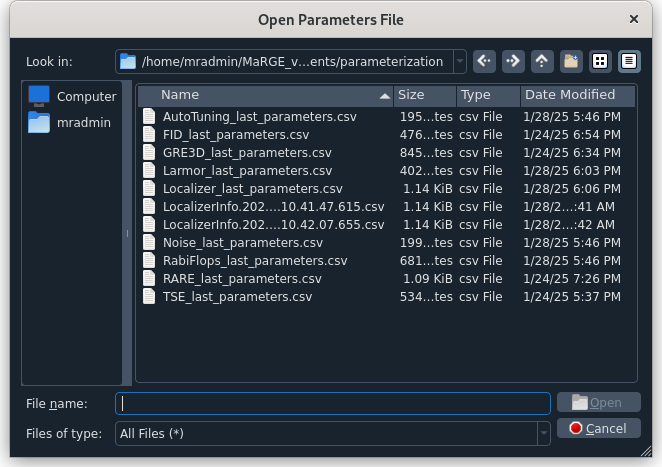 Open Parameters File
Look in: /home/mradmin/MaRGE_v...ents/parameterization
Computer
mradmin
Name Size Type Date Modified
AutoTuning_last_parameters.csv 195...tes csv File 1/28/25 5:46 PM
FID_last_parameters.csv 476...tes csv File 1/24/25 6:54 PM
GRE3D_last_parameters.csv 845...tes csv File 1/24/25 6:34 PM
Larmor_last_parameters.csv 402...tes csv File 1/28/25 6:03 PM
Localizer_last_parameters.csv 1.14 KiB csv File 1/28/25 6:06 PM
LocalizerInfo.202....10.41.47.615.csv 1.14 KiB csv File 1/28/2...:41 AM
LocalizerInfo.202....10.42.07.655.csv 1.14 KiB csv File 1/28/2...:42 AM
Noise_last_parameters.csv 199...tes csv File 1/28/25 5:46 PM
RabiFlops_last_parameters.csv 681...tes csv File 1/28/25 5:46 PM
RARE_last_parameters.csv 1.09 KiB csv File 1/24/25 7:26 PM
TSE_last_parameters.csv 534...tes csv File 1/24/25 5:37 PM
File name: Open
Files of type: All Files (*) Cancel